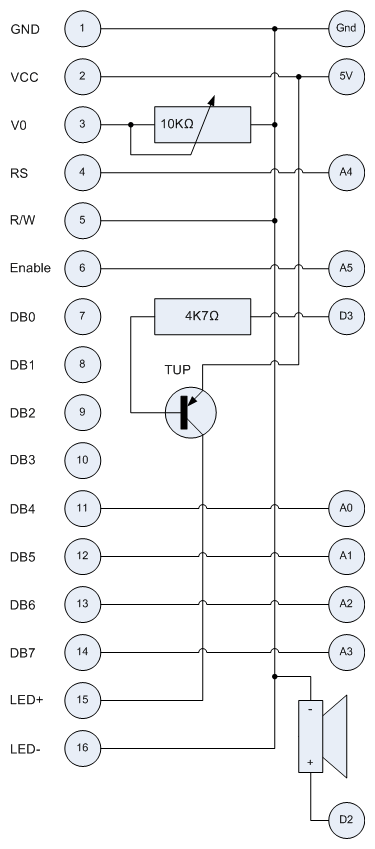 GND 1 Gnd
VCC 2 5V
V0 3 10KΩ
RS 4 A4
R/W 5
Enable 6 A5
DB0 7 4K7Ω D3
DB1 8
TUP
DB2 9
DB3 10
DB4 11 A0
DB5 12 A1
DB6 13 A2
DB7 14 A3
LED+ 15
-
LED- 16
+
D2